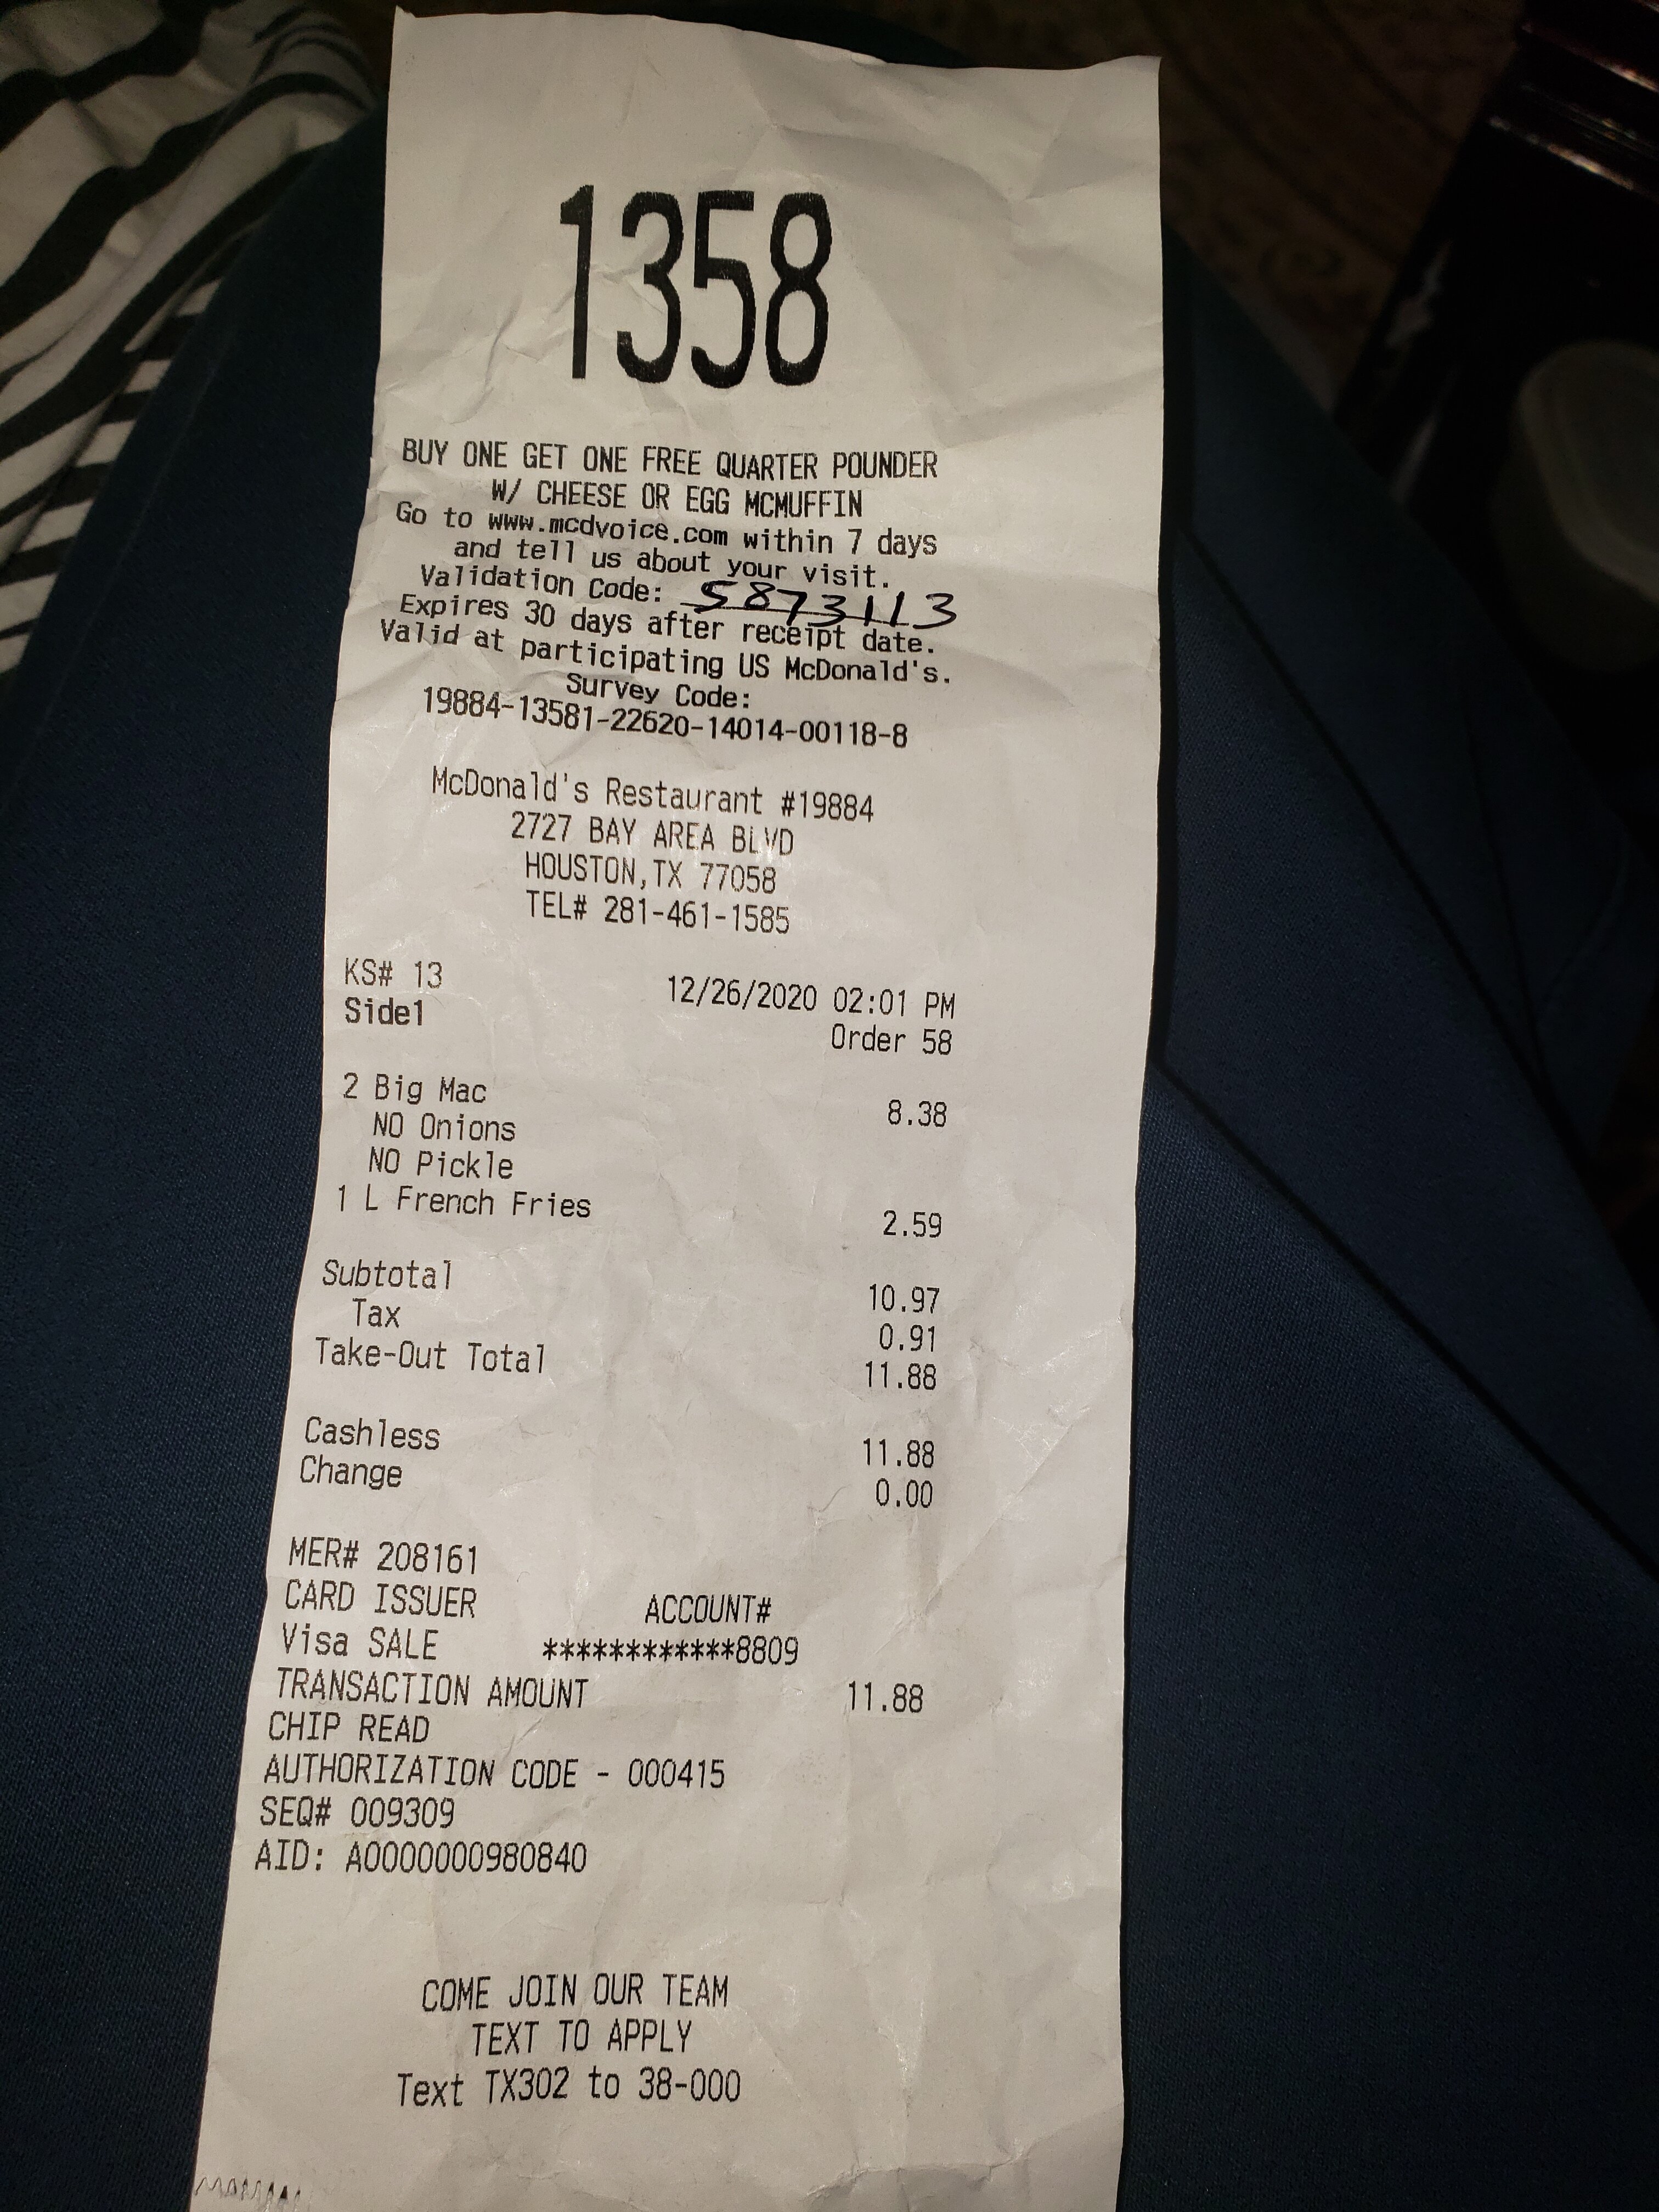 1358
BUY ONE GET ONE FREE QUARTER POUNDER
W/ CHEESE OR EGG MCMUFFIN
Go to www.mcdvoice.com within 7 days
and tell us about your visit.
Validation Code: 5873113
Expires 30 days after receipt date.
Valid at participating US McDonald's.
Survey Code:
19884-13581-22620-14014-00118-8
McDonald's Restaurant #19884
2727 BAY AREA BLVD
HOUSTON,TX 77058
TEL# 281-461-1585
KS# 13 12/26/2020 02:01 PM
Side1 Order 58
2 Big Mac 8.38
NO Onions
NO Pickle
1 L French Fries 2.59
Subtotal 10.97
Tax 0.91
Take-Out Total 11.88
Cashless 11.88
Change 0.00
MER# 208161
CARD ISSUER ACCOUNT#
Visa SALE ************8809
TRANSACTION AMOUNT 11.88
CHIP READ
AUTHORIZATION CODE - 000415
SEQ# 009309
AID: A0000000980840
COME JOIN OUR TEAM
TEXT TO APPLY
Text TX302 to 38-000